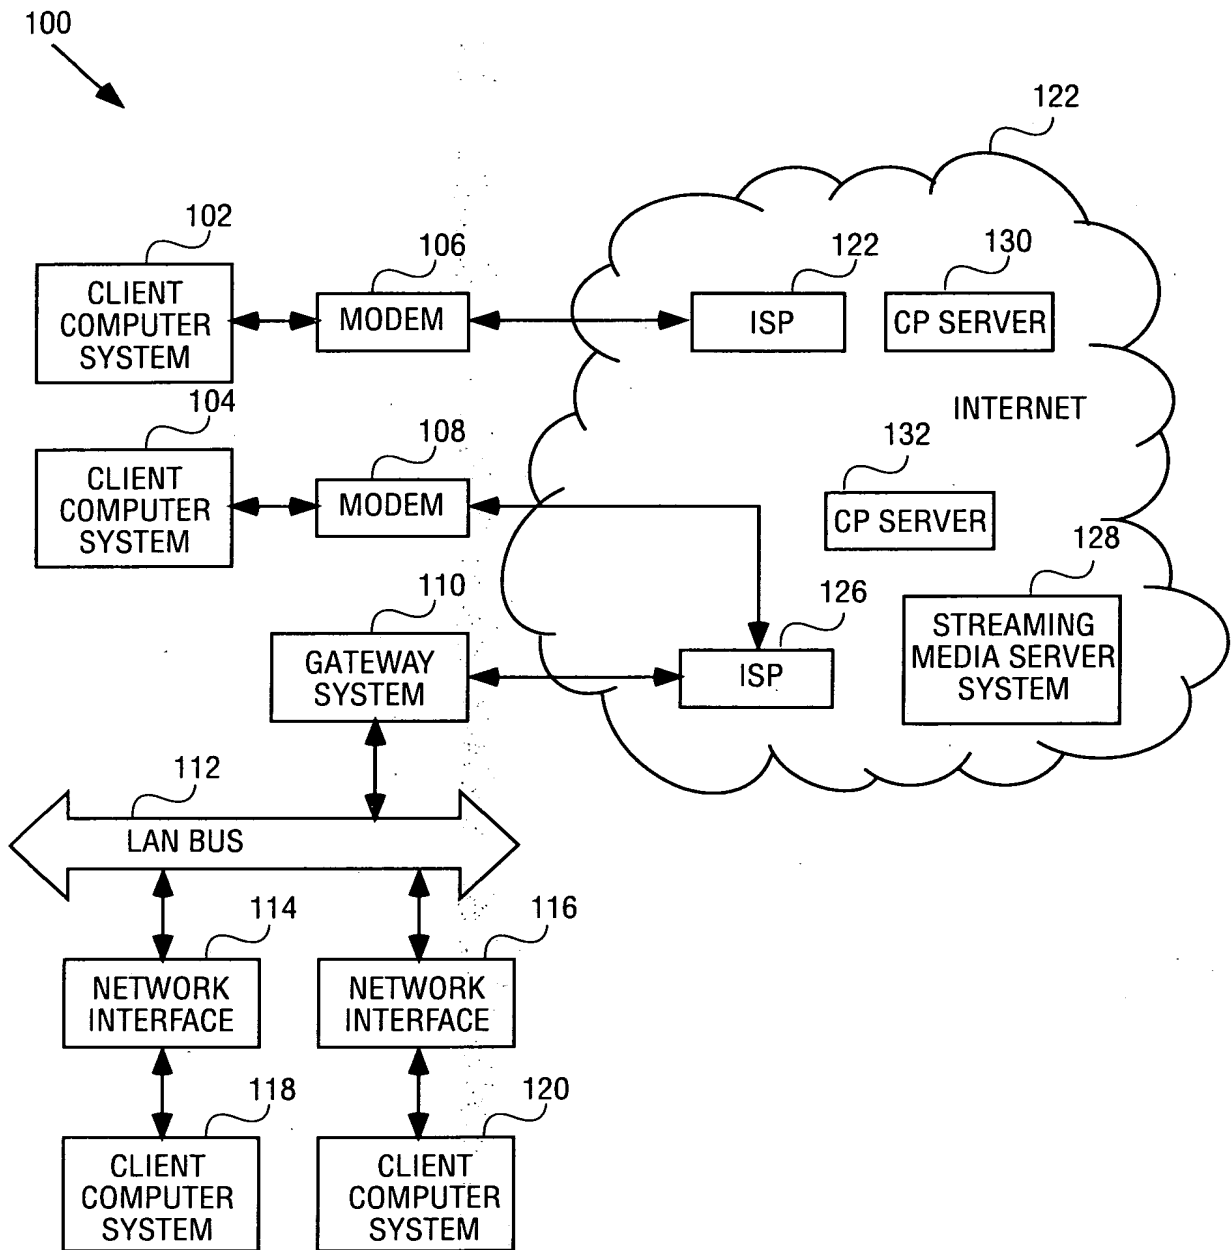 100
122
102
CLIENT
COMPUTER
SYSTEM
106
MODEM
122
ISP
130
CP SERVER
INTERNET
104
CLIENT
COMPUTER
SYSTEM
108
MODEM
132
CP SERVER
128
STREAMING
MEDIA SERVER
SYSTEM
110
GATEWAY
SYSTEM
126
ISP
112
LAN BUS
114
NETWORK
INTERFACE
116
NETWORK
INTERFACE
118
CLIENT
COMPUTER
SYSTEM
120
CLIENT
COMPUTER
SYSTEM